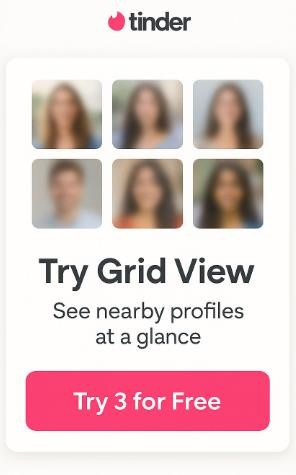 tinder
Try Grid View
See nearby profiles
at a glance
Try 3 for Free